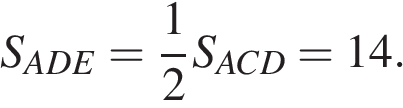 $S_{ADE} = \frac{1}{2} S_{ACD} = 14.$